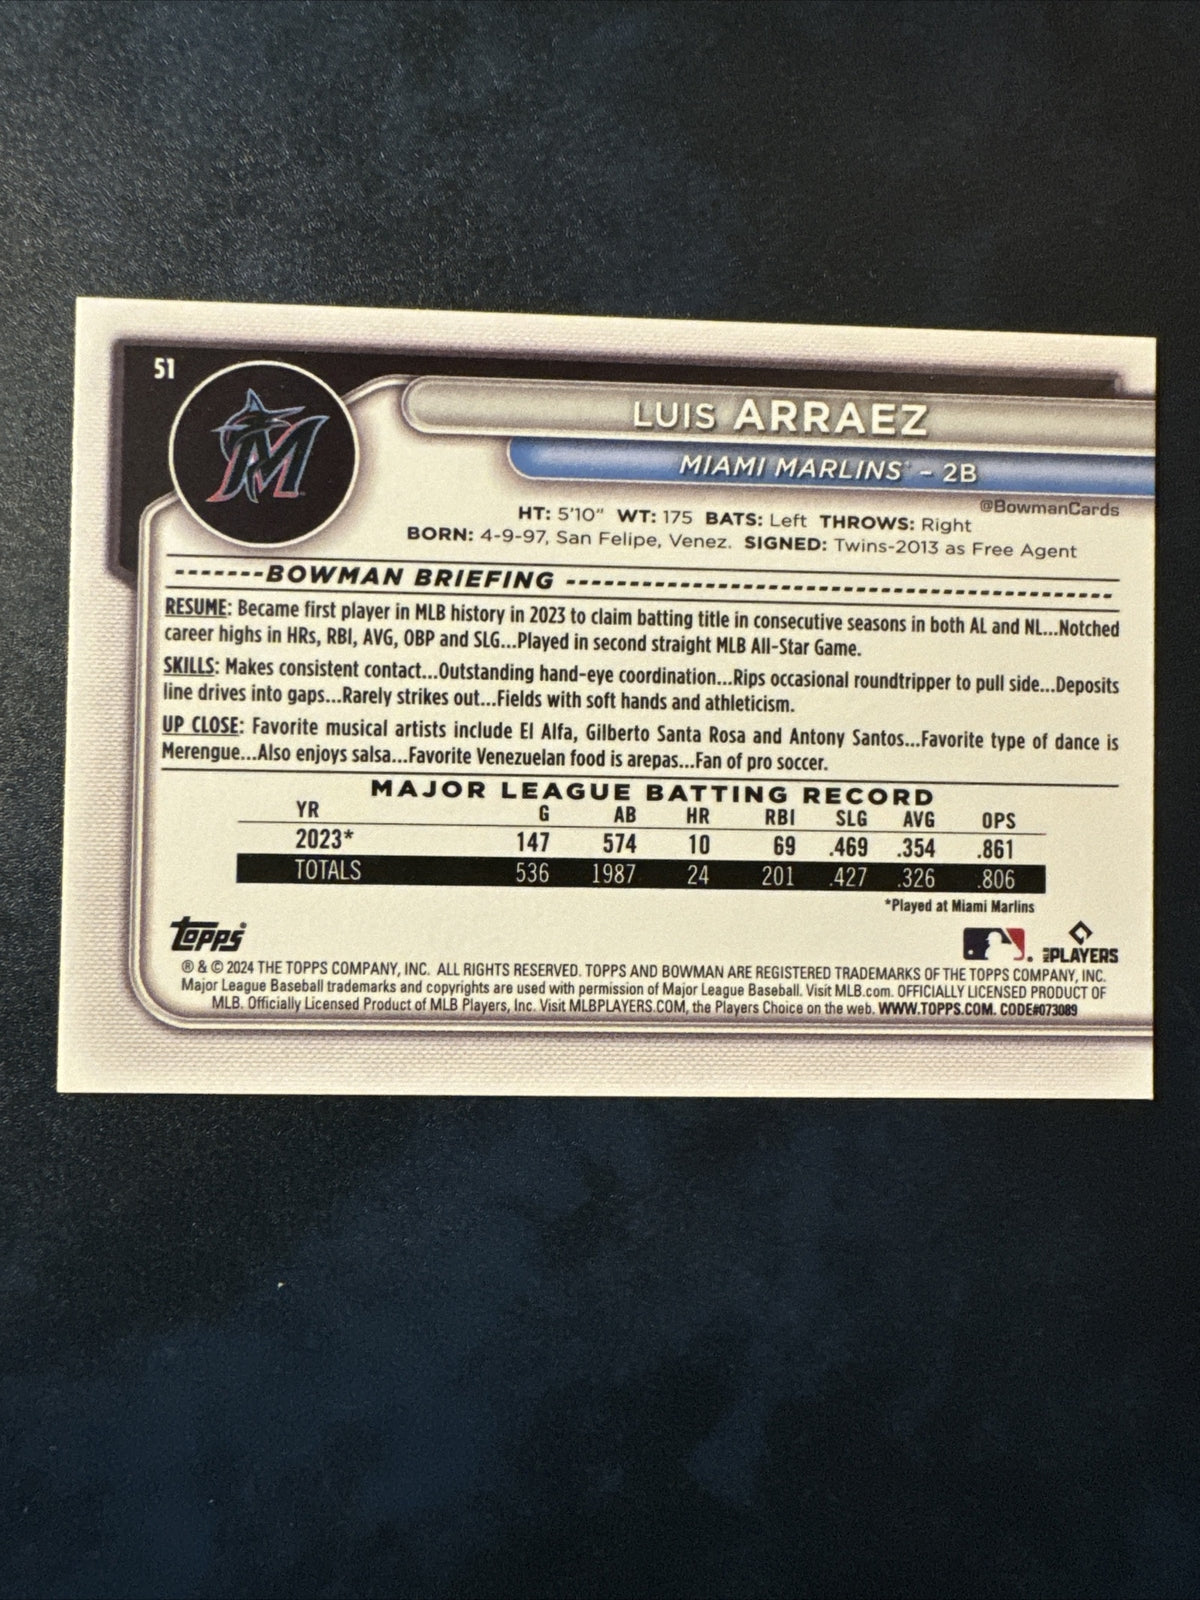 51
M
LUIS ARRAEZ
MIAMI MARLINS - 2B
@BowmanCards
HT: 5'10" WT: 175 BATS: Left THROWS: Right
BORN: 4-9-97, San Felipe, Venez. SIGNED: Twins-2013 as Free Agent
BOWMAN BRIEFING
RESUME: Became first player in MLB history in 2023 to claim batting title in consecutive seasons in both AL and NL...Notched
career highs in HRs, RBI, AVG, OBP and SLG...Played in second straight MLB All-Star Game.
SKILLS: Makes consistent contact...Outstanding hand-eye coordination...Rips occasional roundtripper to pull side...Deposits
line drives into gaps...Rarely strikes out...Fields with soft hands and athleticism.
UP CLOSE: Favorite musical artists include El Alfa, Gilberto Santa Rosa and Antony Santos...Favorite type of dance is
Merengue...Also enjoys salsa...Favorite Venezuelan food is arepas...Fan of pro soccer.
MAJOR LEAGUE BATTING RECORD
YR G AB HR RBI SLG AVG OPS
2023* 147 574 10 69 .469 .354 .861
TOTALS 536 1987 24 201 .427 .326 .806
*Played at Miami Marlins
Topps®
MLB PLAYERS
® & © 2024 THE TOPPS COMPANY, INC. ALL RIGHTS RESERVED. TOPPS AND BOWMAN ARE REGISTERED TRADEMARKS OF THE TOPPS COMPANY, INC.
Major League Baseball trademarks and copyrights are used with permission of Major League Baseball. Visit MLB.com. OFFICIALLY LICENSED PRODUCT OF
MLB. Officially Licensed Product of MLB Players, Inc. Visit MLBPLAYERS.COM, the Players Choice on the web. WWW.TOPPS.COM. CODE#073089